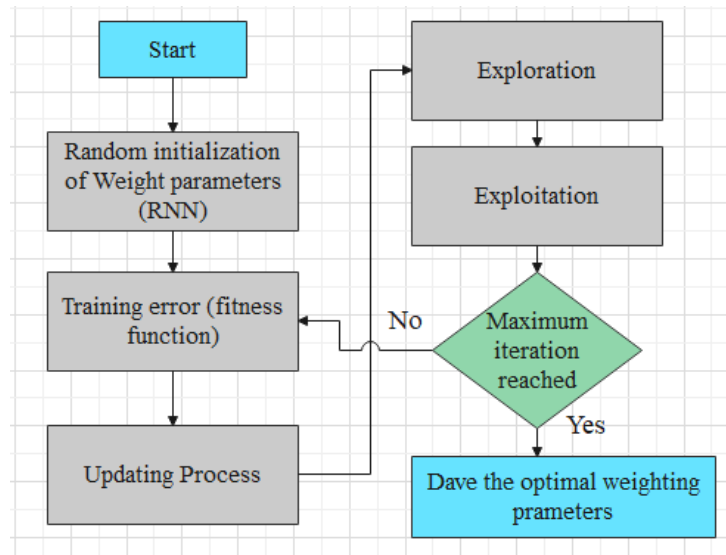 Start
Random initialization
of Weight parameters
(RNN)
Training error (fitness
function)
Updating Process
Exploration
Exploitation
Maximum
iteration
reached
No
Yes
Dave the optimal weighting
prameters